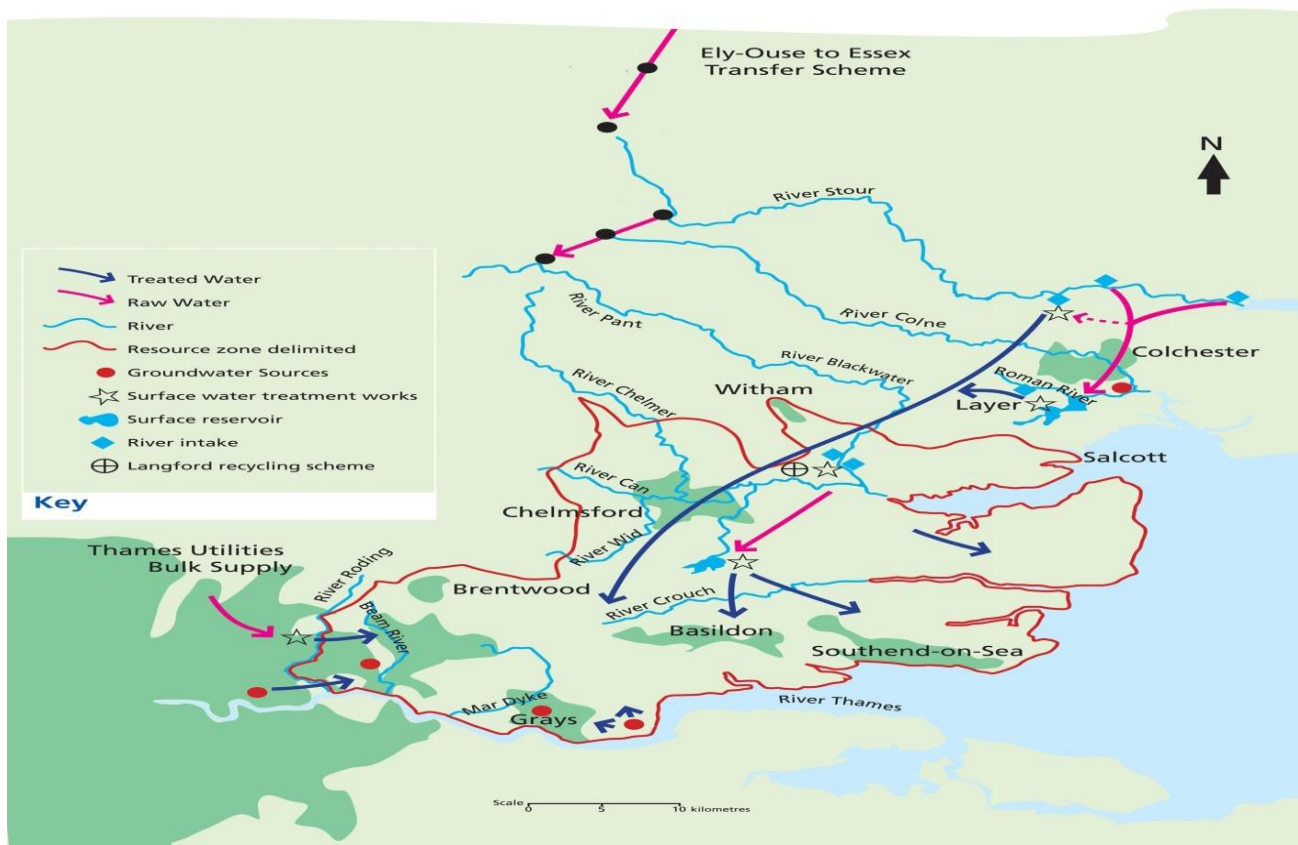 Ely-Ouse to Essex
Transfer Scheme
N
River Stour
Treated Water
Raw Water
River
Resource zone delimited
Groundwater Sources
Surface water treatment works
Surface reservoir
River intake
Langford recycling scheme
Key
River Pant
River Colne
River Blackwater
Colchester
Roman River
Layer
Witham
River Chelmer
Salcott
River Can
Chelmsford
River Wid
Thames Utilities
Bulk Supply
River Roding
Brentwood
Beam River
River Crouch
Basildon
Southend-on-Sea
Mar Dyke
Grays
River Thames
Scale
0 5 10 kilometres